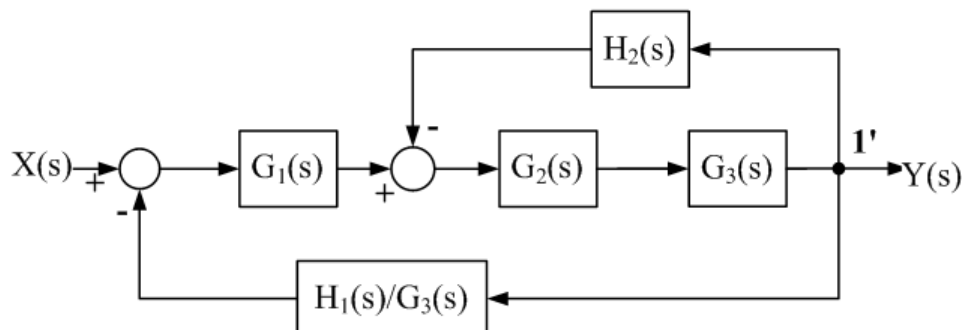 H₂(s)
-
1'
X(s)
+
G₁(s)
+
G₂(s)
G₃(s)
Y(s)
-
H₁(s)/G₃(s)